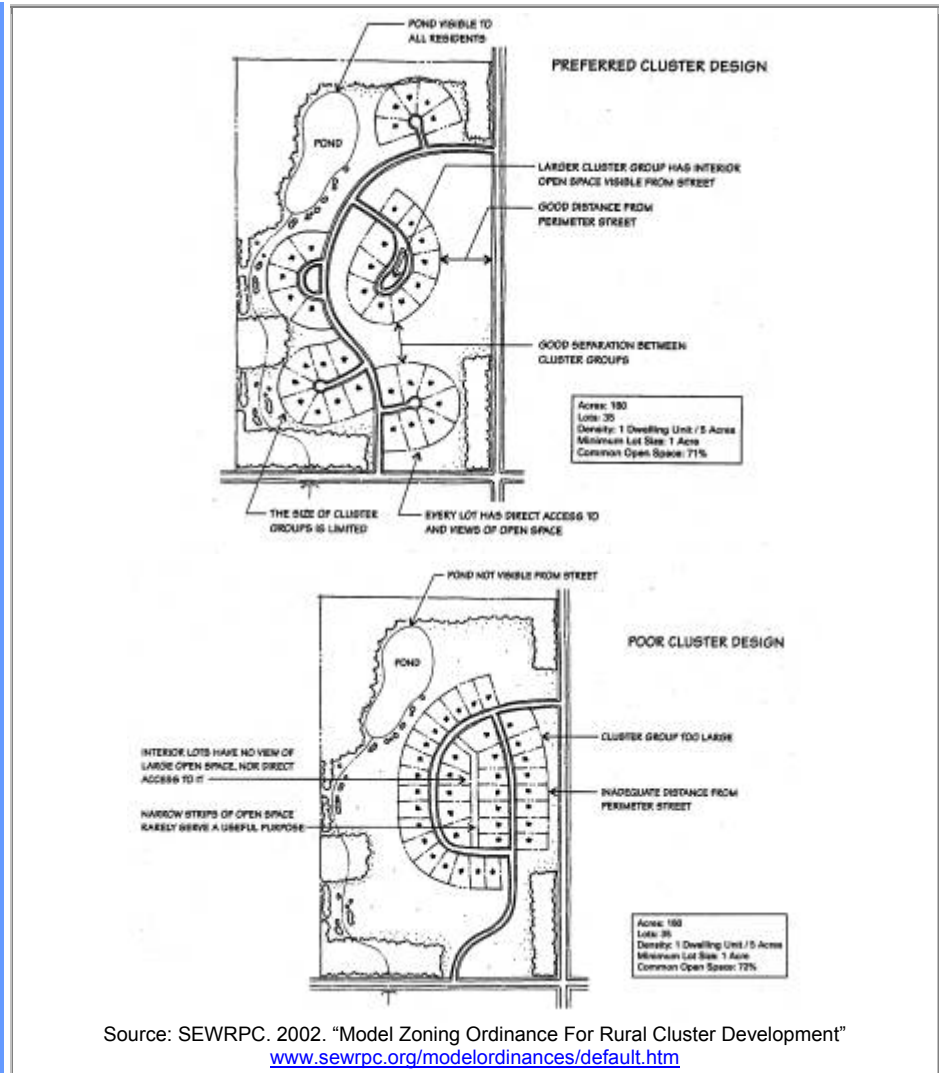 POND VISIBLE TO
ALL RESIDENTS
PREFERRED CLUSTER DESIGN
POND
LARGER CLUSTER GROUP HAS INTERIOR
OPEN SPACE VISIBLE FROM STREET
GOOD DISTANCE FROM
PERIMETER STREET
GOOD SEPARATION BETWEEN
CLUSTER GROUPS
Acres: 160
Lots: 35
Density: 1 Dwelling Unit / 5 Acres
Minimum Lot Size: 1 Acre
Common Open Space: 71%
THE SIZE OF CLUSTER
GROUPS IS LIMITED
EVERY LOT HAS DIRECT ACCESS TO
AND VIEWS OF OPEN SPACE
POND NOT VISIBLE FROM STREET
POOR CLUSTER DESIGN
POND
CLUSTER GROUP TOO LARGE
INTERIOR LOTS HAVE NO VIEW OF
LARGE OPEN SPACE, NOR DIRECT
ACCESS TO IT
INADEQUATE DISTANCE FROM
PERIMETER STREET
NARROW STRIPS OF OPEN SPACE
RARELY SERVE A USEFUL PURPOSE
Acres: 160
Lots: 35
Density: 1 Dwelling Unit / 5 Acres
Minimum Lot Size: 1 Acre
Common Open Space: 72%
Source: SEWRPC. 2002. “Model Zoning Ordinance For Rural Cluster Development”
www.sewrpc.org/modelordinances/default.htm